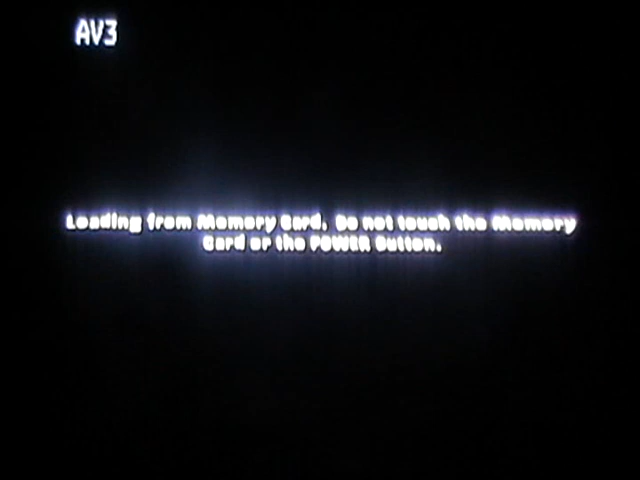 AV3
Loading from Memory Card. Do not touch the Memory
Card or the POWER Button.